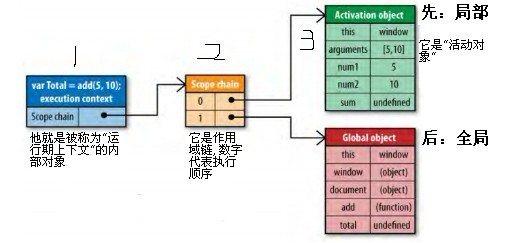 1
var Total = add(5, 10);
execution context
Scope chain
他就是被称为“运
行期上下文”的内
部对象
2
Scope chain
0
1
它是作用
域链, 数字
代表执行
顺序
3
Activation object
this window
arguments [5,10]
num1 5
num2 10
sum undefined
先：局部
它是“活动对
象”
Global object
this window
window (object)
document (object)
add (function)
total undefined
后：全局